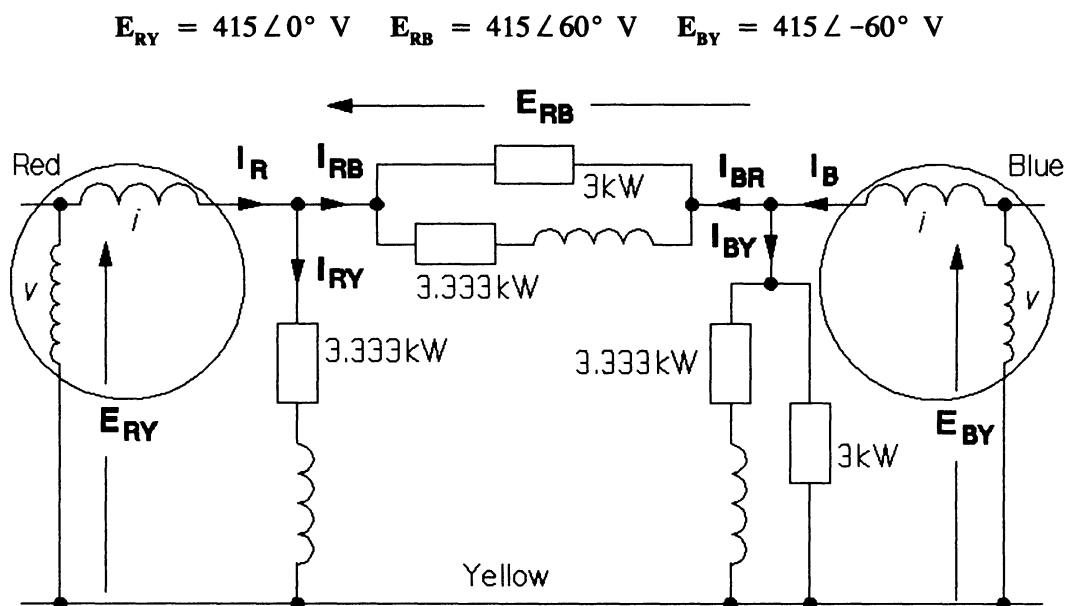 E_RY = 415∠0° V E_RB = 415∠60° V E_BY = 415∠-60° V
E_RB
Red
I_R I_RB
3kW
I_BR I_B
Blue
i
i
I_BY
I_RY
3.333kW
v
v
3.333kW
3.333kW
E_RY
E_BY
3kW
Yellow